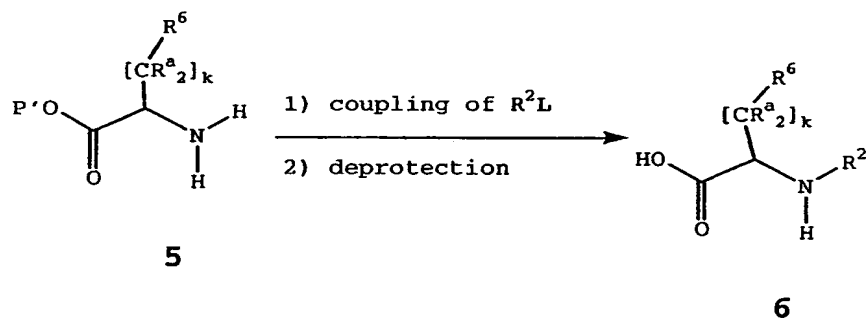 R⁶
[CRᵃ₂]ₖ
P'O
H
N
O
H
5
1) coupling of R²L
2) deprotection
R⁶
[CRᵃ₂]ₖ
HO
R²
N
O
H
6